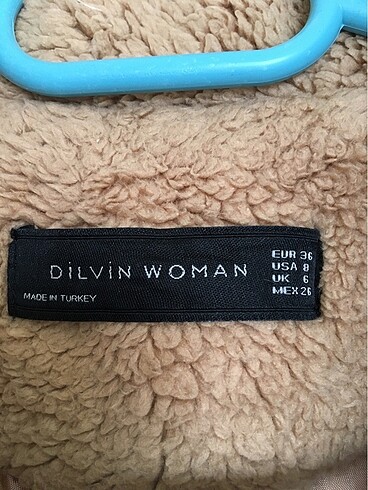 DİLVİN WOMAN
MADE IN TURKEY
EUR 36
USA 8
UK 6
MEX 26